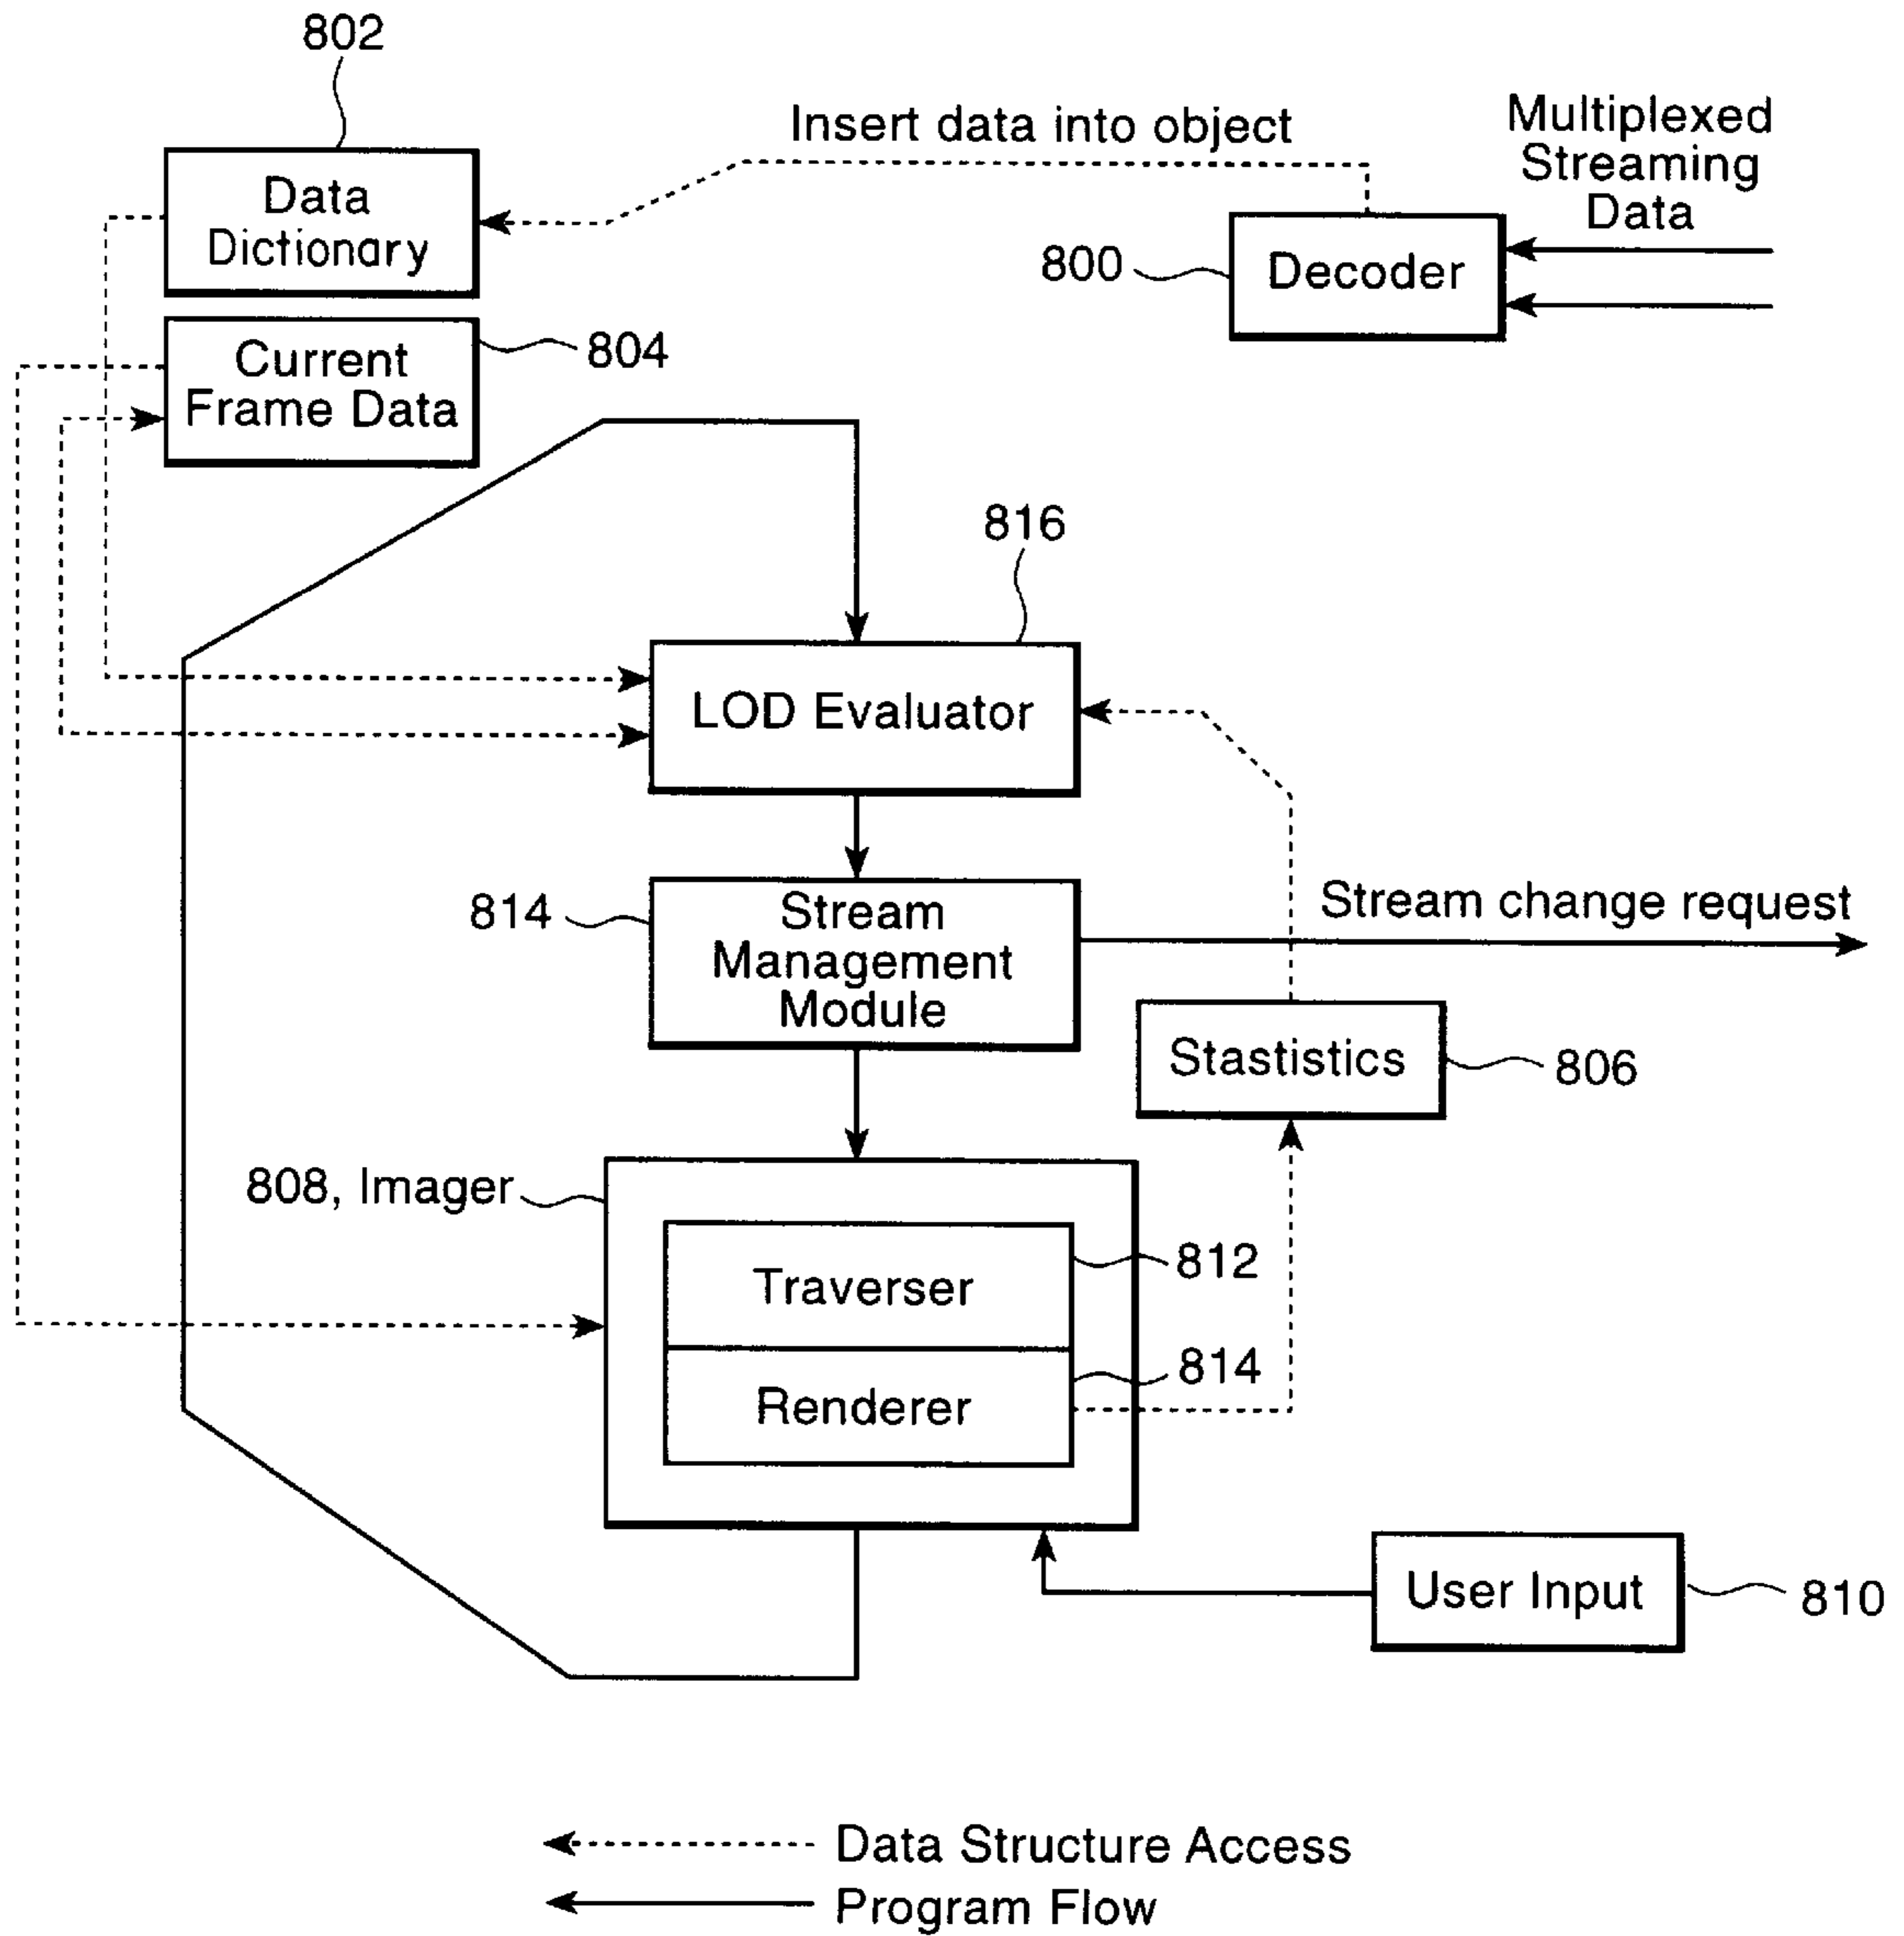 802
Insert data into object
Multiplexed
Streaming
Data
Data
Dictionary
800
Decoder
Current
Frame Data
804
816
LOD Evaluator
814
Stream
Management
Module
Stream change request
Stastistics
806
808, Imager
Traverser
812
Renderer
814
User Input
810
Data Structure Access
Program Flow